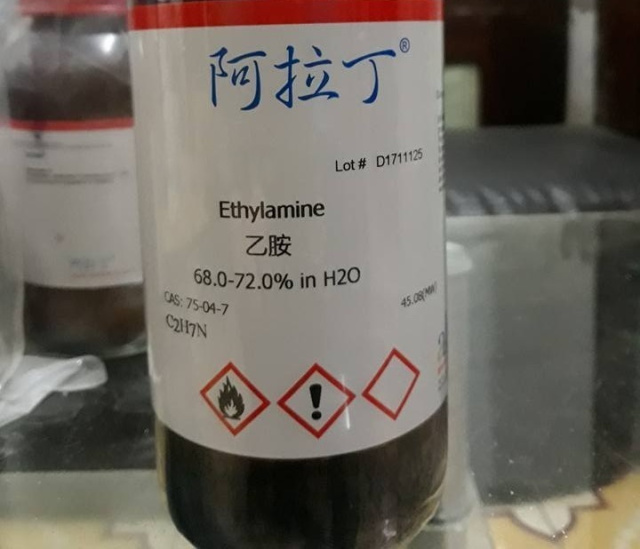 阿拉丁®
Lot # D1711125
Ethylamine
乙胺
68.0-72.0% in H2O
CAS: 75-04-7
45.08(MW)
C2H7N